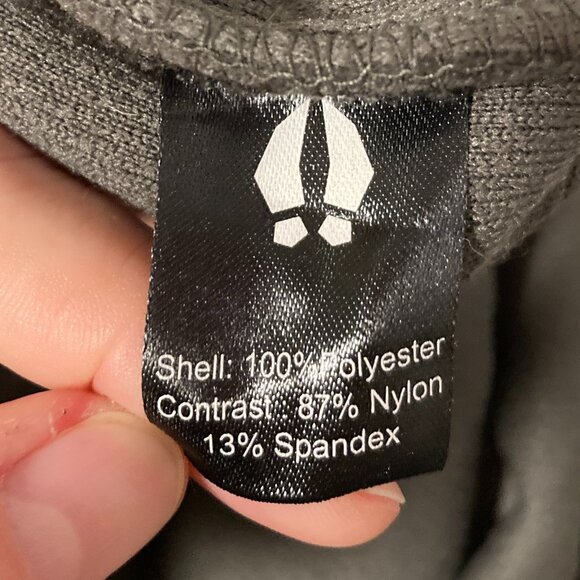 Shell: 100% Polyester
Contrast : 87% Nylon
13% Spandex